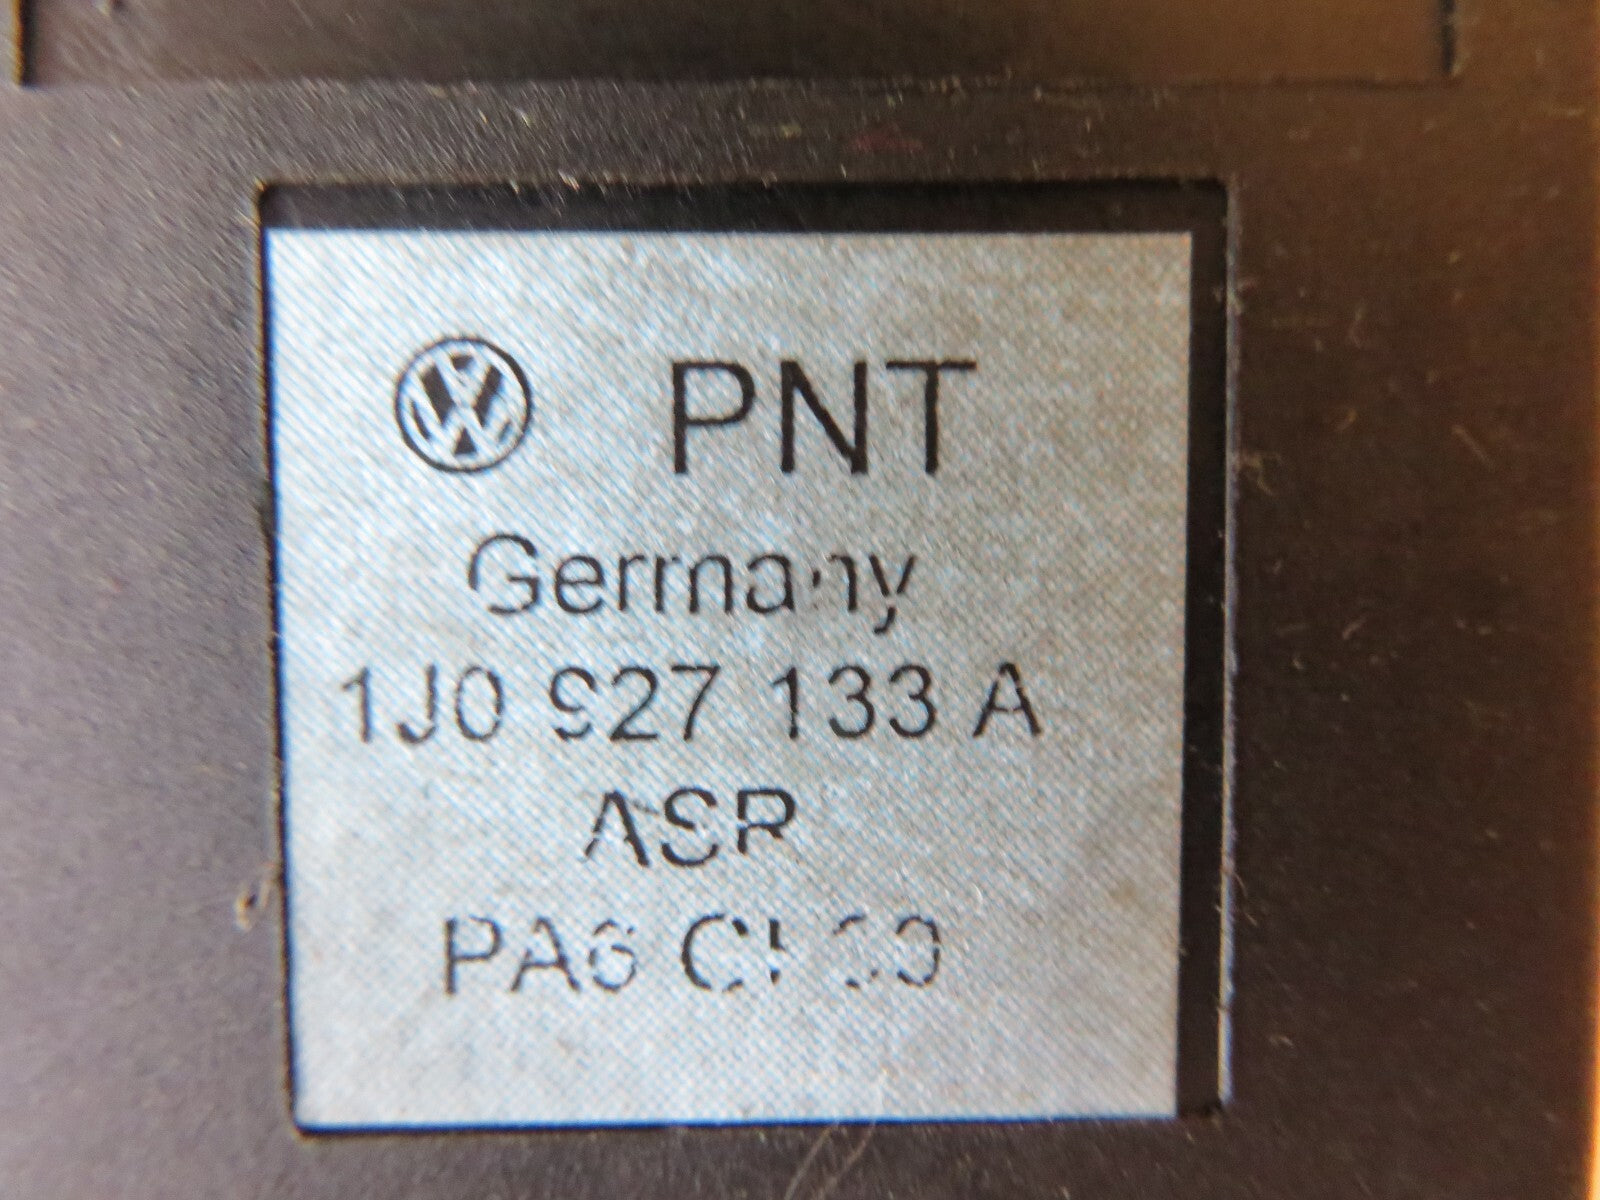 PNT
Germany
1J0 927 133 A
ASR
PA6